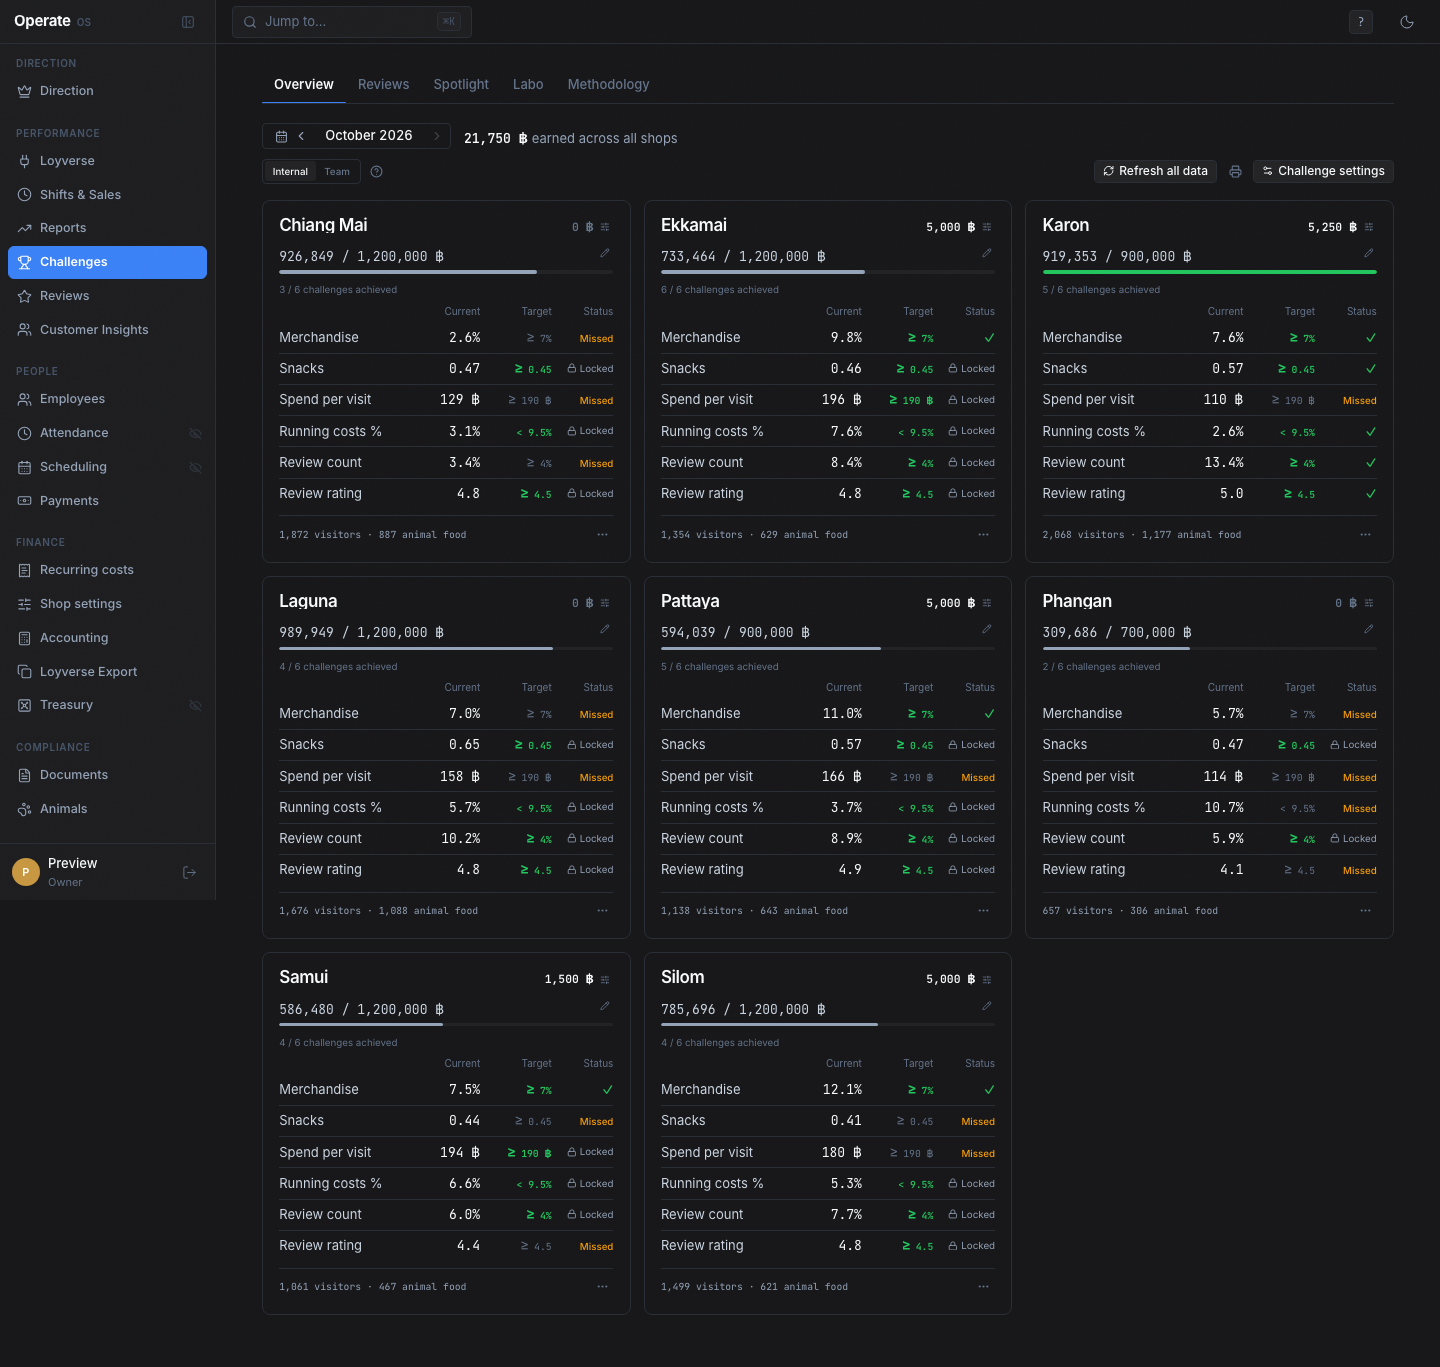 Operate OS
Jump to...
⌘K
?
DIRECTION
Direction
PERFORMANCE
Loyverse
Shifts & Sales
Reports
Challenges
Reviews
Customer Insights
PEOPLE
Employees
Attendance
Scheduling
Payments
FINANCE
Recurring costs
Shop settings
Accounting
Loyverse Export
Treasury
COMPLIANCE
Documents
Animals
P
Preview
Owner
Overview Reviews Spotlight Labo Methodology
October 2026
21,750 ฿ earned across all shops
Internal Team
Refresh all data
Challenge settings
Chiang Mai 0 ฿
926,849 / 1,200,000 ฿
3 / 6 challenges achieved
Current Target Status
Merchandise 2.6% ≥ 7% Missed
Snacks 0.47 ≥ 0.45 Locked
Spend per visit 129 ฿ ≥ 190 ฿ Missed
Running costs % 3.1% < 9.5% Locked
Review count 3.4% ≥ 4% Missed
Review rating 4.8 ≥ 4.5 Locked
1,872 visitors · 887 animal food
Ekkamai 5,000 ฿
733,464 / 1,200,000 ฿
6 / 6 challenges achieved
Current Target Status
Merchandise 9.8% ≥ 7% ✓
Snacks 0.46 ≥ 0.45 Locked
Spend per visit 196 ฿ ≥ 190 ฿ Locked
Running costs % 7.6% < 9.5% Locked
Review count 8.4% ≥ 4% Locked
Review rating 4.8 ≥ 4.5 Locked
1,354 visitors · 629 animal food
Karon 5,250 ฿
919,353 / 900,000 ฿
5 / 6 challenges achieved
Current Target Status
Merchandise 7.6% ≥ 7% ✓
Snacks 0.57 ≥ 0.45 ✓
Spend per visit 110 ฿ ≥ 190 ฿ Missed
Running costs % 2.6% < 9.5% ✓
Review count 13.4% ≥ 4% ✓
Review rating 5.0 ≥ 4.5 ✓
2,068 visitors · 1,177 animal food
Laguna 0 ฿
989,949 / 1,200,000 ฿
4 / 6 challenges achieved
Current Target Status
Merchandise 7.0% ≥ 7% Missed
Snacks 0.65 ≥ 0.45 Locked
Spend per visit 158 ฿ ≥ 190 ฿ Missed
Running costs % 5.7% < 9.5% Locked
Review count 10.2% ≥ 4% Locked
Review rating 4.8 ≥ 4.5 Locked
1,676 visitors · 1,088 animal food
Pattaya 5,000 ฿
594,039 / 900,000 ฿
5 / 6 challenges achieved
Current Target Status
Merchandise 11.0% ≥ 7% ✓
Snacks 0.57 ≥ 0.45 Locked
Spend per visit 166 ฿ ≥ 190 ฿ Missed
Running costs % 3.7% < 9.5% Locked
Review count 8.9% ≥ 4% Locked
Review rating 4.9 ≥ 4.5 Locked
1,138 visitors · 643 animal food
Phangan 0 ฿
309,686 / 700,000 ฿
2 / 6 challenges achieved
Current Target Status
Merchandise 5.7% ≥ 7% Missed
Snacks 0.47 ≥ 0.45 Locked
Spend per visit 114 ฿ ≥ 190 ฿ Missed
Running costs % 10.7% < 9.5% Missed
Review count 5.9% ≥ 4% Locked
Review rating 4.1 ≥ 4.5 Missed
657 visitors · 306 animal food
Samui 1,500 ฿
586,480 / 1,200,000 ฿
4 / 6 challenges achieved
Current Target Status
Merchandise 7.5% ≥ 7% ✓
Snacks 0.44 ≥ 0.45 Missed
Spend per visit 194 ฿ ≥ 190 ฿ Locked
Running costs % 6.6% < 9.5% Locked
Review count 6.0% ≥ 4% Locked
Review rating 4.4 ≥ 4.5 Missed
1,061 visitors · 467 animal food
Silom 5,000 ฿
785,696 / 1,200,000 ฿
4 / 6 challenges achieved
Current Target Status
Merchandise 12.1% ≥ 7% ✓
Snacks 0.41 ≥ 0.45 Missed
Spend per visit 180 ฿ ≥ 190 ฿ Missed
Running costs % 5.3% < 9.5% Locked
Review count 7.7% ≥ 4% Locked
Review rating 4.8 ≥ 4.5 Locked
1,499 visitors · 621 animal food